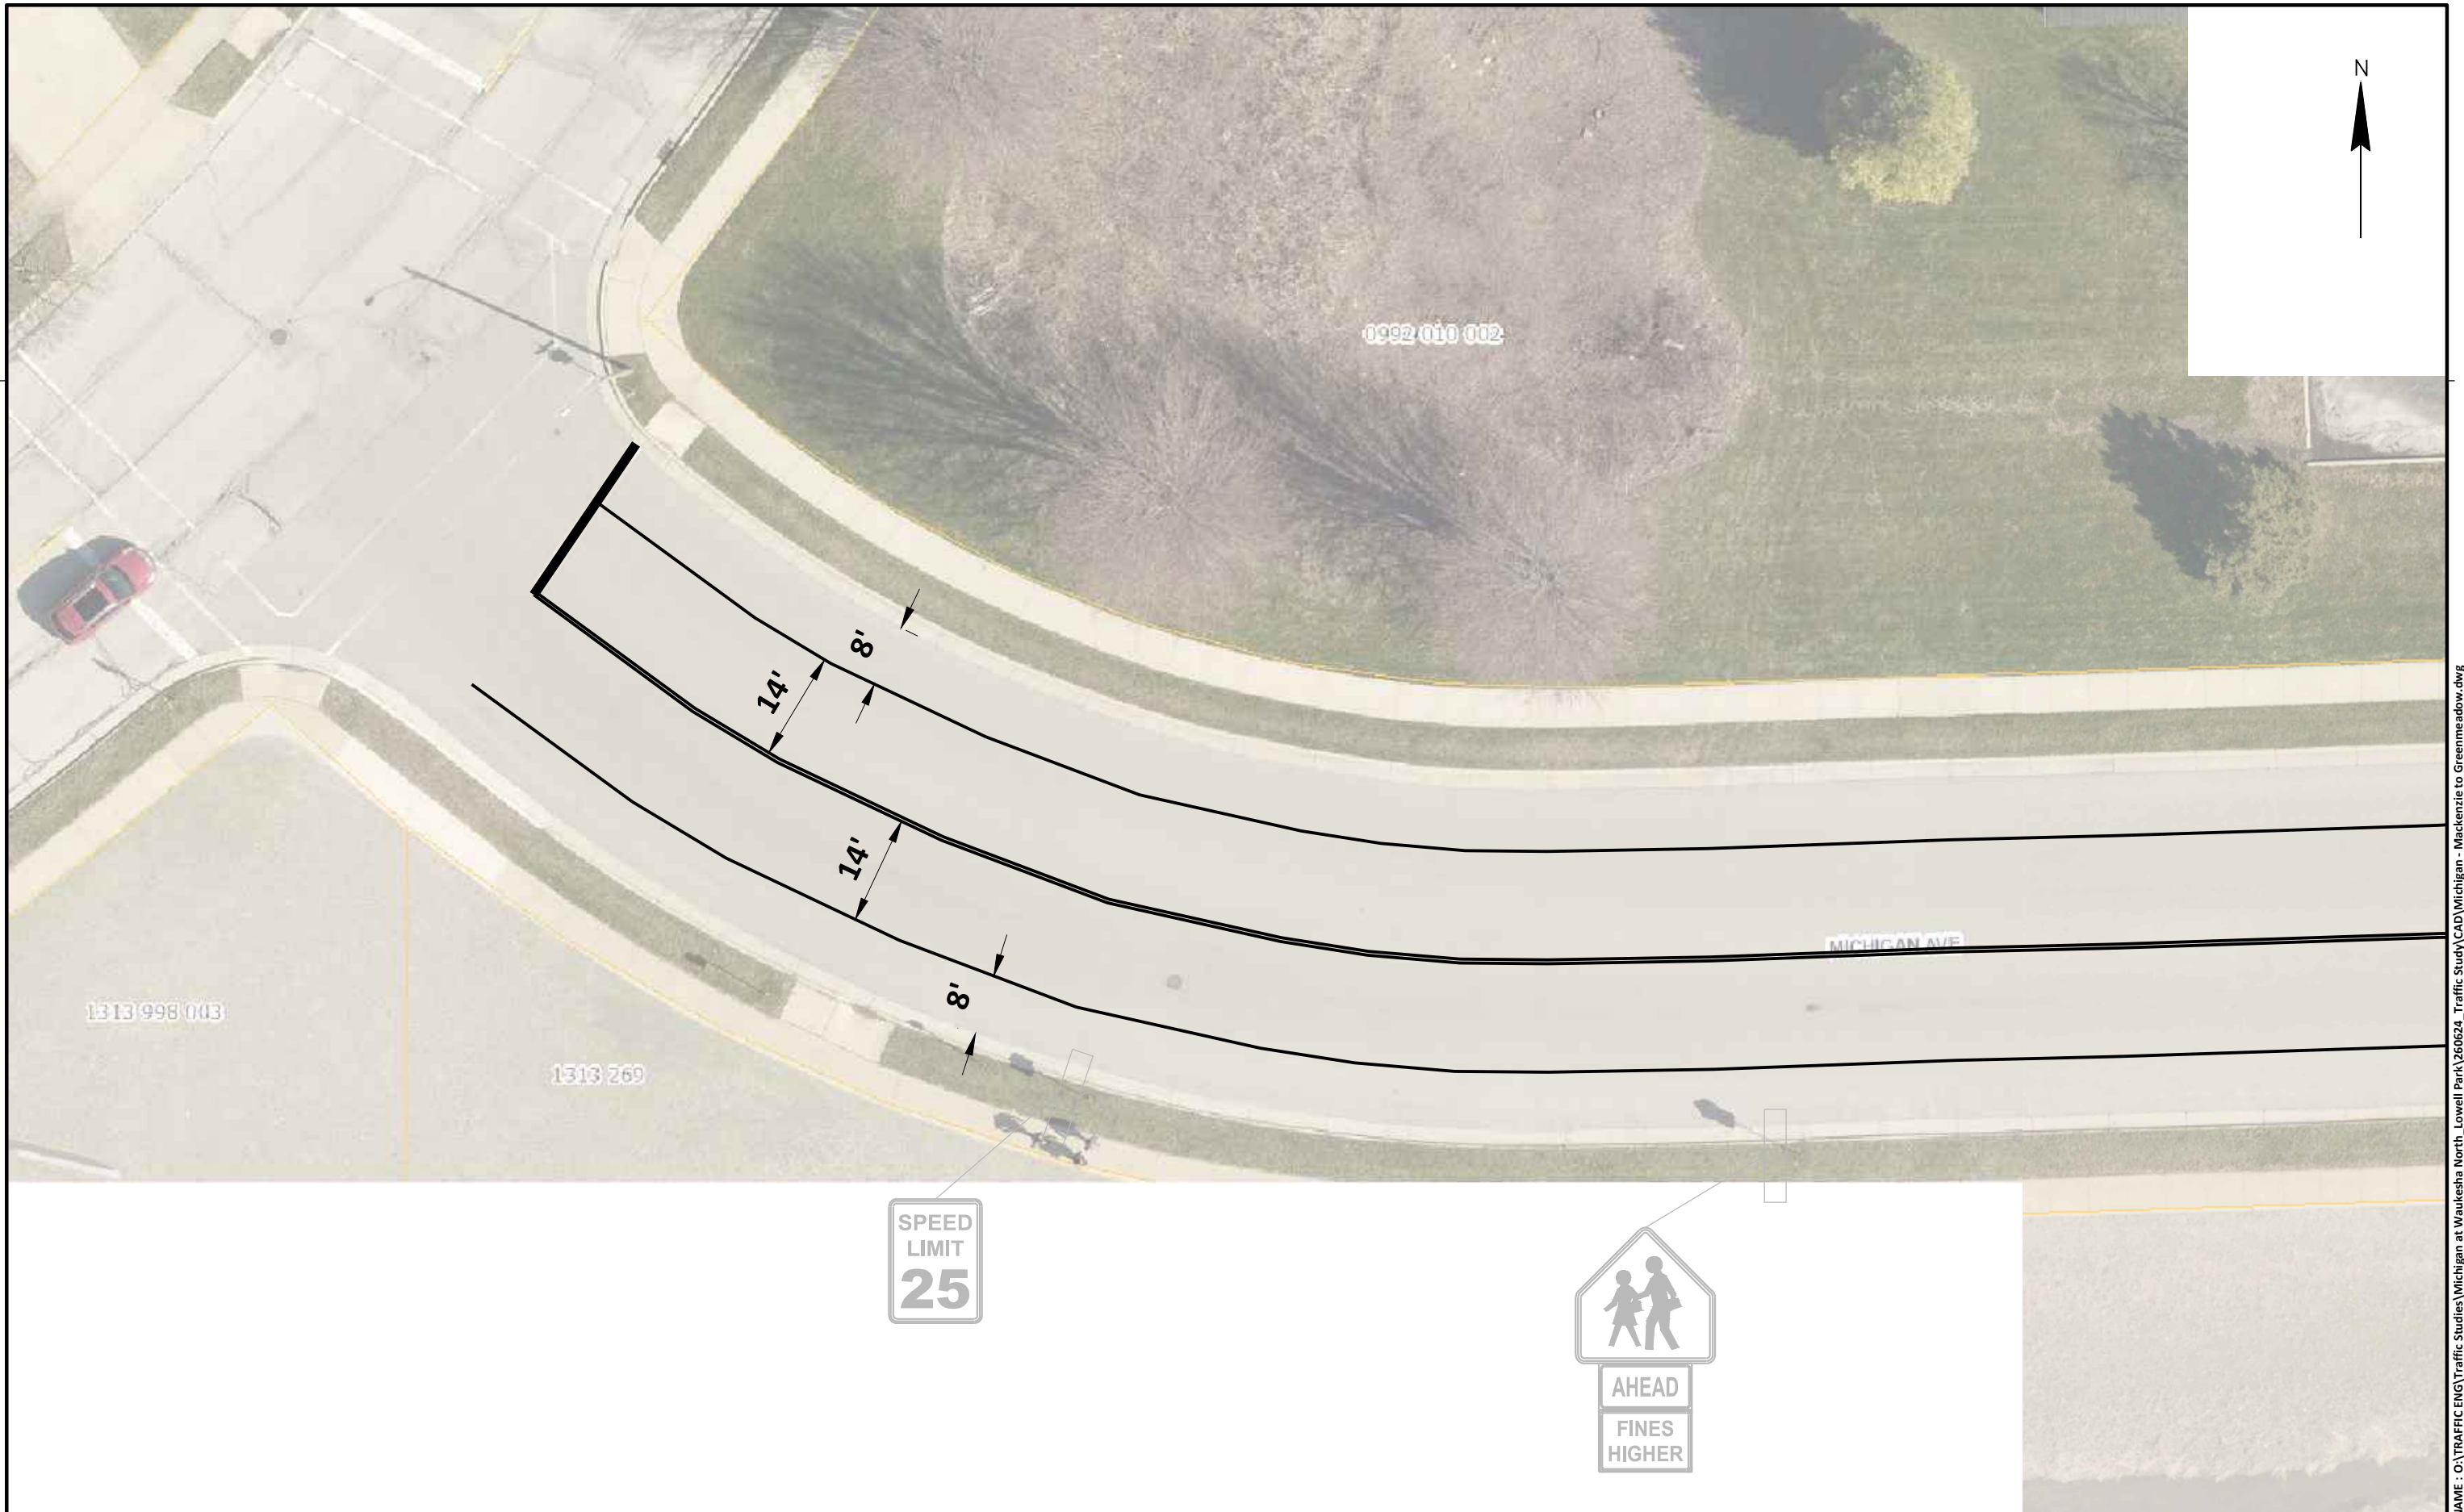 N
0992 010 002
8'
14'
14'
8'
MICHIGAN AVE
1313 998 003
1313 269
SPEED
LIMIT
25
AHEAD
FINES
HIGHER
NAME : O:\TRAFFIC ENG\Traffic Studies\Michigan at Waukesha North_Lowell Park\260624_Traffic Study\CAD\Michigan - Mackenzie to Greenmeadow.dwg